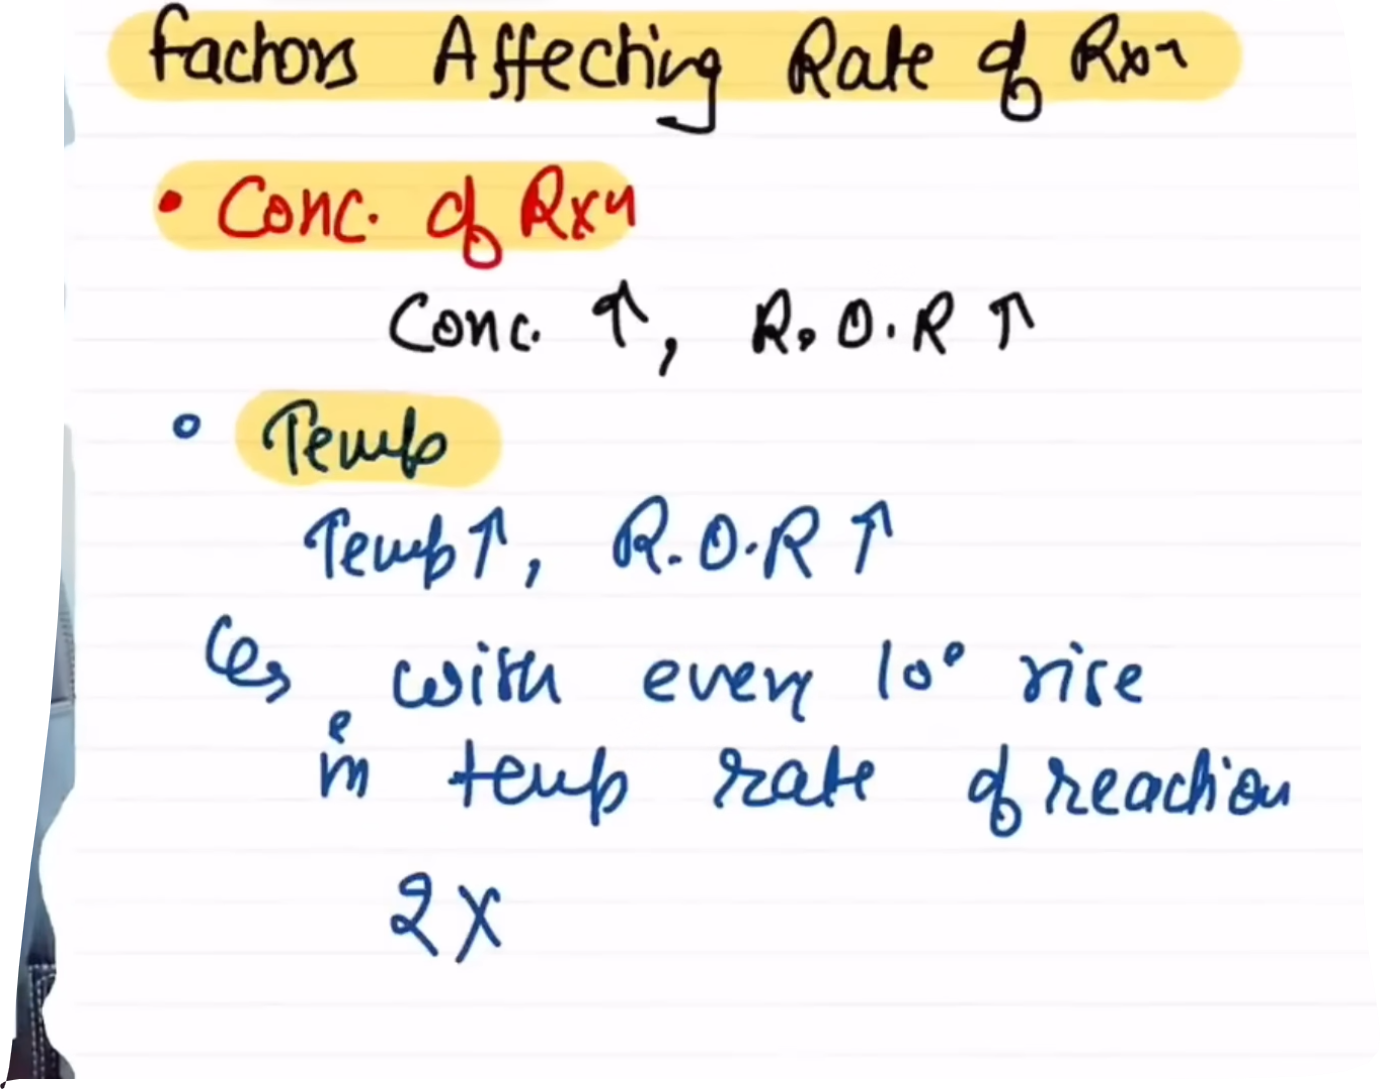 Factors Affecting Rate of Rxn
• Conc. of Rxn
Conc. ↑, R.O.R ↑
◦ Temp
Temp↑, R.O.R ↑
↳ with every 10° rise
in temp rate of reaction
2X